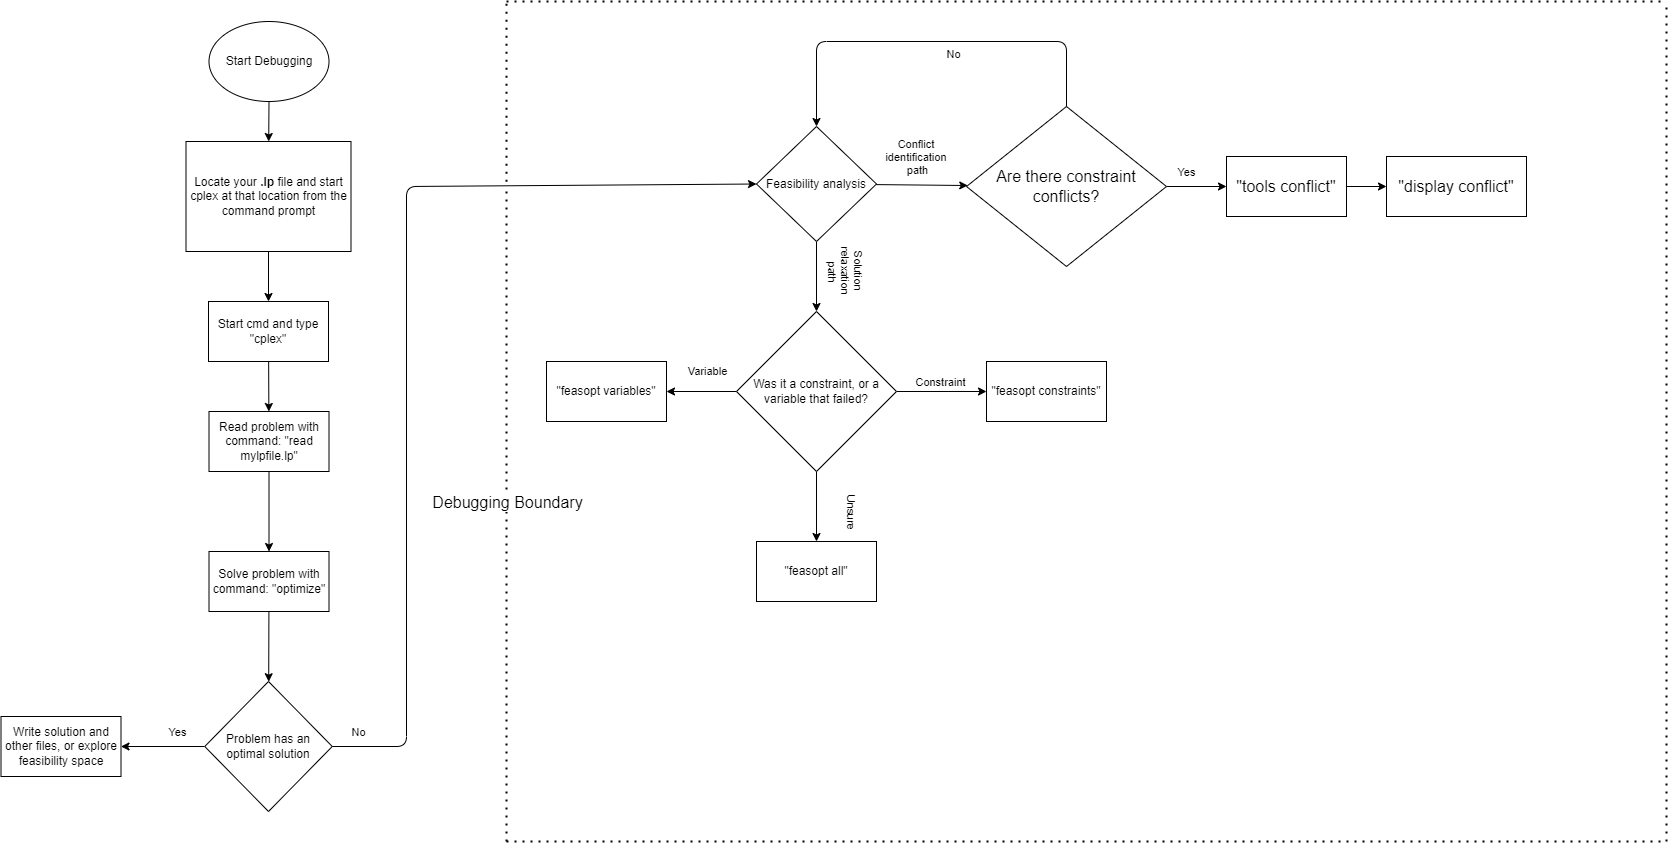 Start Debugging
Locate your .lp file and start
cplex at that location from the
command prompt
Start cmd and type
"cplex"
Read problem with
command: "read
mylpfile.lp"
Solve problem with
command: "optimize"
Problem has an
optimal solution
Yes
Write solution and
other files, or explore
feasibility space
No
Debugging Boundary
Feasibility analysis
Conflict
identification
path
Are there constraint
conflicts?
No
Yes
"tools conflict"
"display conflict"
Solution
relaxation
path
Was it a constraint, or a
variable that failed?
Variable
"feasopt variables"
Constraint
"feasopt constraints"
Unsure
"feasopt all"